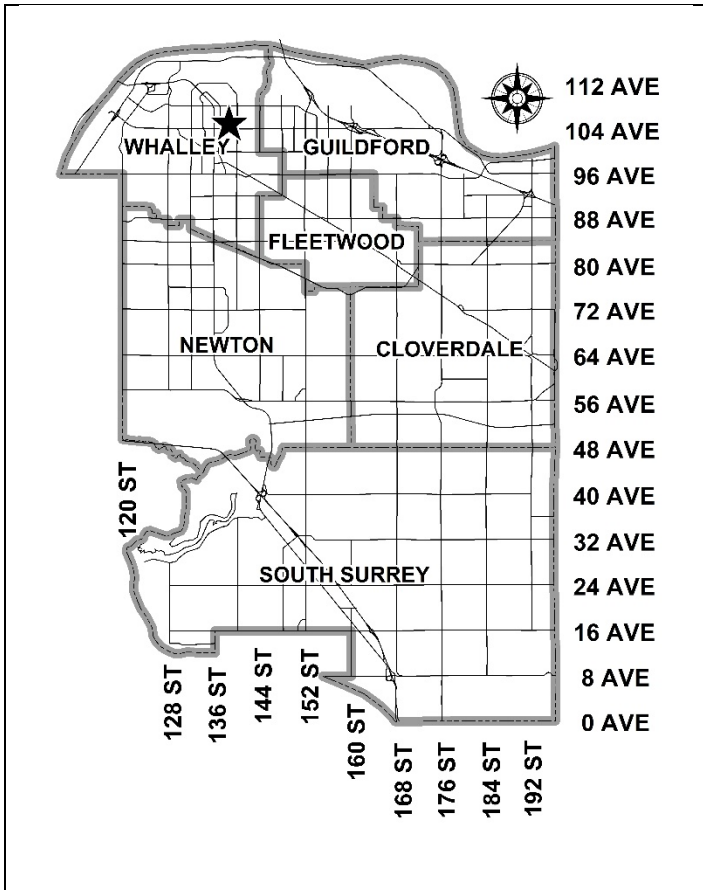 112 AVE
104 AVE
WHALLEY
GUILDFORD
96 AVE
88 AVE
FLEETWOOD
80 AVE
72 AVE
NEWTON
CLOVERDALE
64 AVE
56 AVE
48 AVE
120 ST
40 AVE
32 AVE
SOUTH SURREY
24 AVE
16 AVE
8 AVE
0 AVE
128 ST
136 ST
144 ST
152 ST
160 ST
168 ST
176 ST
184 ST
192 ST